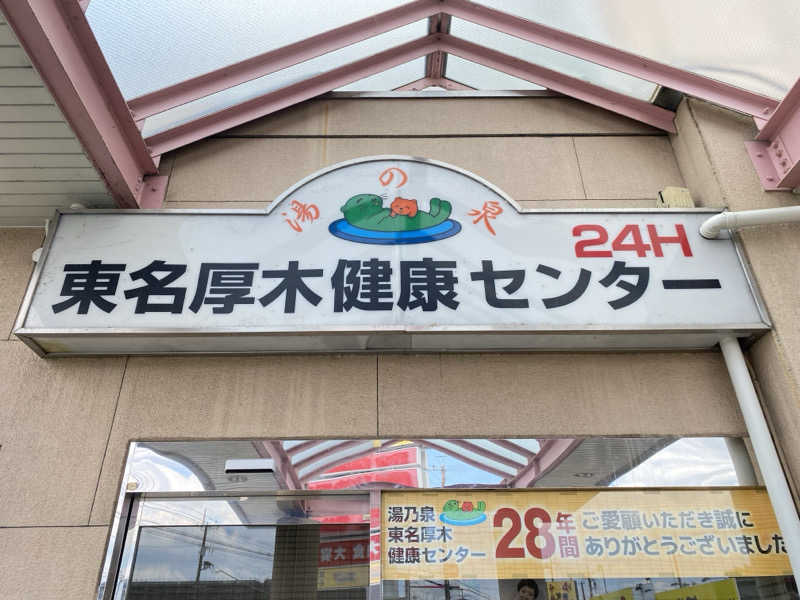 湯の泉
24H
東名厚木健康センター
湯乃泉
東名厚木
健康センター
28年間
ご愛顧いただき誠に
ありがとうございました